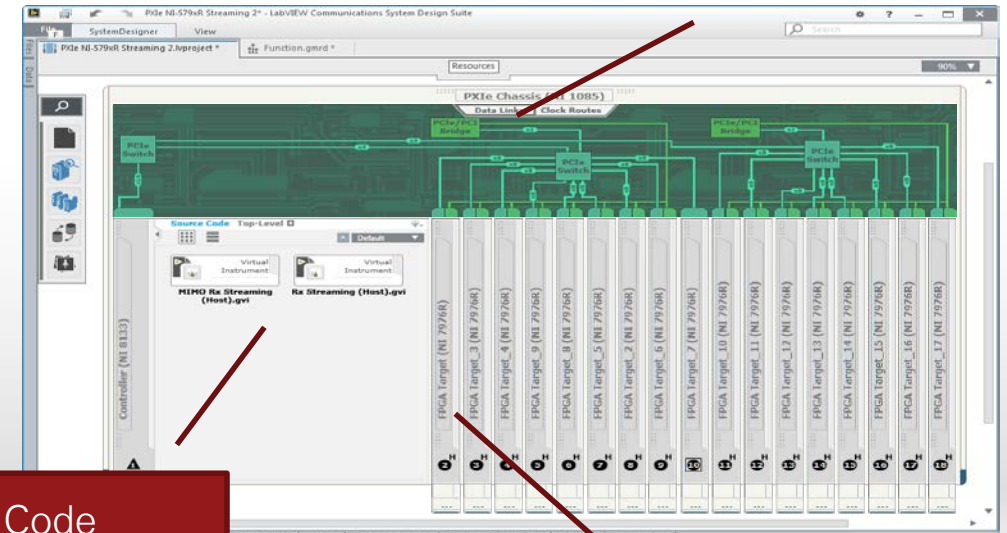 PXIe NI-579xR Streaming 2* - LabVIEW Communications System Design Suite
? – ×
File F SystemDesigner View
Search
Files
PXIe NI-579xR Streaming 2.lvproject * Function.gmrd *
Data
Resources 90%
PXIe Chassis (NI 1085)
Data Links Clock Routes
PCIe Switch
PCIe/PCI Bridge
PCIe Switch
PCIe/PCI Bridge
PCIe Switch
Source Code Top-Level
Default
Virtual Instrument
MIMO Rx Streaming (Host).gvi
Virtual Instrument
Rx Streaming (Host).gvi
Controller (NI 8133)
FPGA Target (NI 7976R)
FPGA Target_3 (NI 7976R)
FPGA Target_4 (NI 7976R)
FPGA Target_9 (NI 7976R)
FPGA Target_8 (NI 7976R)
FPGA Target_5 (NI 7976R)
FPGA Target_2 (NI 7976R)
FPGA Target_6 (NI 7976R)
FPGA Target_7 (NI 7976R)
FPGA Target_10 (NI 7976R)
FPGA Target_11 (NI 7976R)
FPGA Target_12 (NI 7976R)
FPGA Target_13 (NI 7976R)
FPGA Target_14 (NI 7976R)
FPGA Target_15 (NI 7976R)
FPGA Target_16 (NI 7976R)
FPGA Target_17 (NI 7976R)
1 2 H 3 H 4 H 5 H 6 H 7 H 8 H 9 H 10 11 H 12 H 13 H 14 H 15 H 16 H 17 H 18 H
--- --- --- --- --- --- --- --- --- --- --- --- --- --- --- --- ---
Code